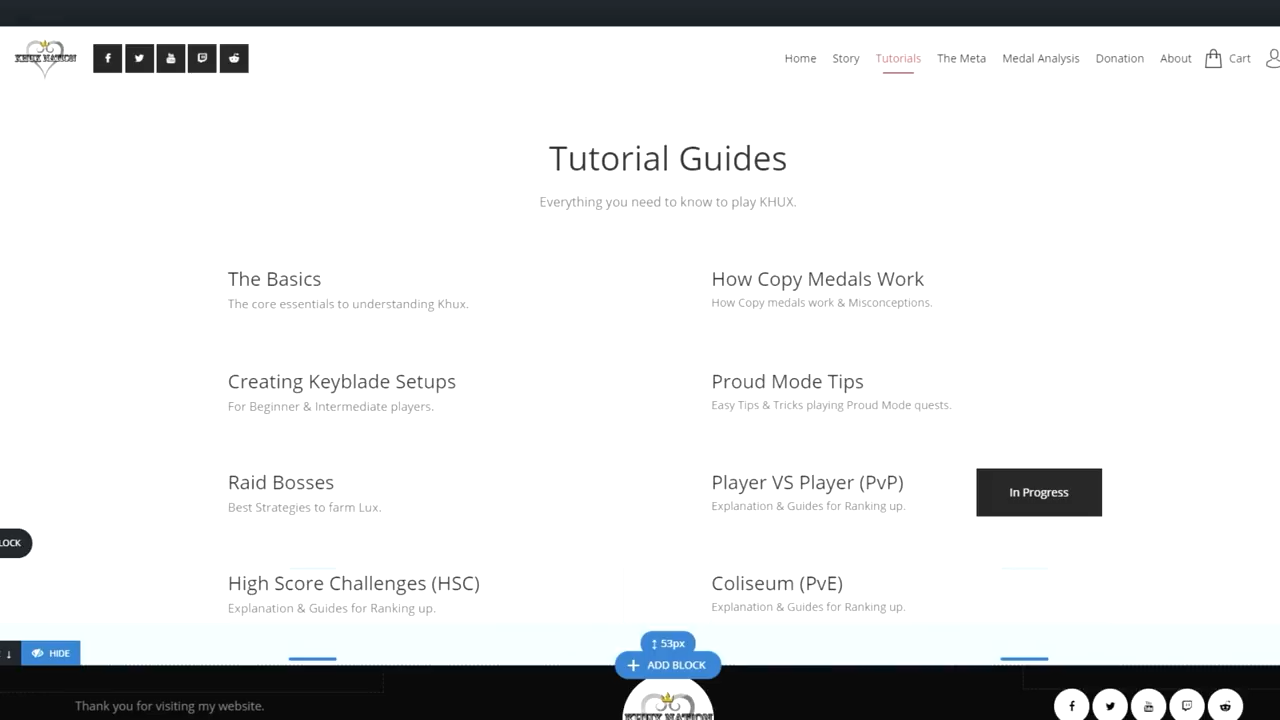 KHUX NATION
Home Story Tutorials The Meta Medal Analysis Donation About Cart
Tutorial Guides
Everything you need to know to play KHUX.
The Basics
The core essentials to understanding Khux.
How Copy Medals Work
How Copy medals work & Misconceptions.
Creating Keyblade Setups
For Beginner & Intermediate players.
Proud Mode Tips
Easy Tips & Tricks playing Proud Mode quests.
Raid Bosses
Best Strategies to farm Lux.
Player VS Player (PvP)
Explanation & Guides for Ranking up.
In Progress
LOCK
High Score Challenges (HSC)
Explanation & Guides for Ranking up.
Coliseum (PvE)
Explanation & Guides for Ranking up.
HIDE
53px
ADD BLOCK
KHUX NATION
Thank you for visiting my website.